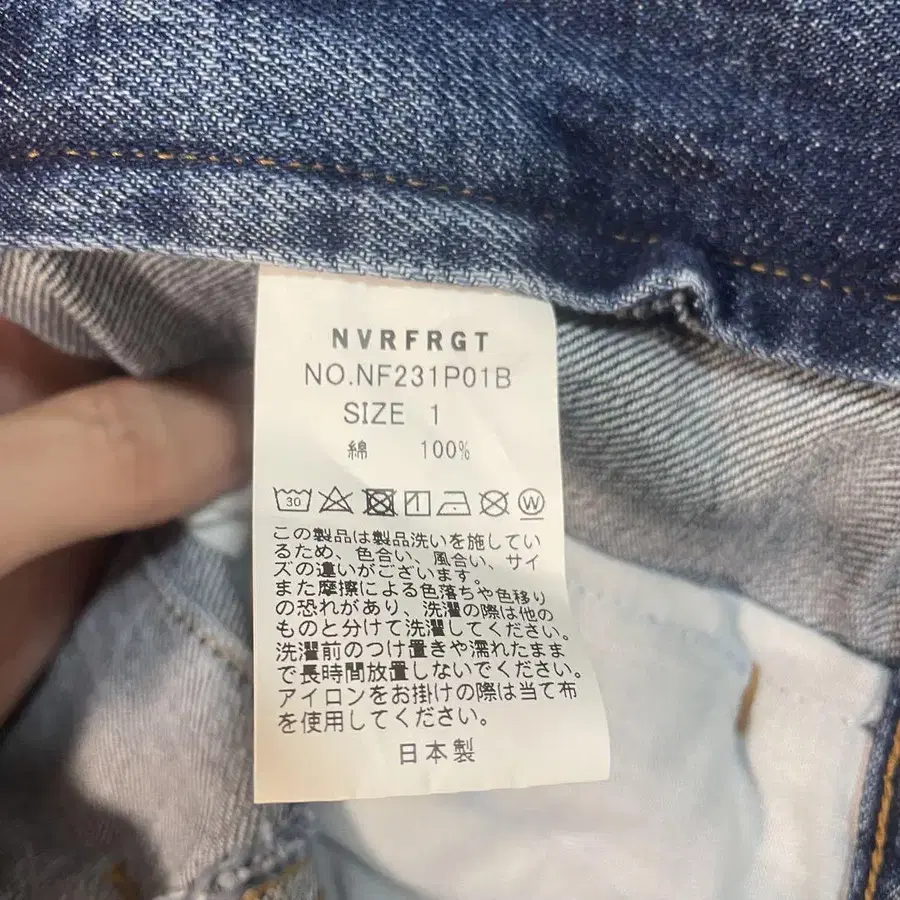 NVRFRGT
NO.NF231P01B
SIZE 1
綿 100%
30 W
この製品は製品洗いを施してい
るため、色合い、風合い、サイ
ズの違いがございます。
また摩擦による色落ちや色移り
の恐れがあり、洗濯の際は他の
ものと分けて洗濯してください。
洗濯前のつけ置きや濡れたまま
で長時間放置しないでください。
アイロンをお掛けの際は当て布
を使用してください。
日本製